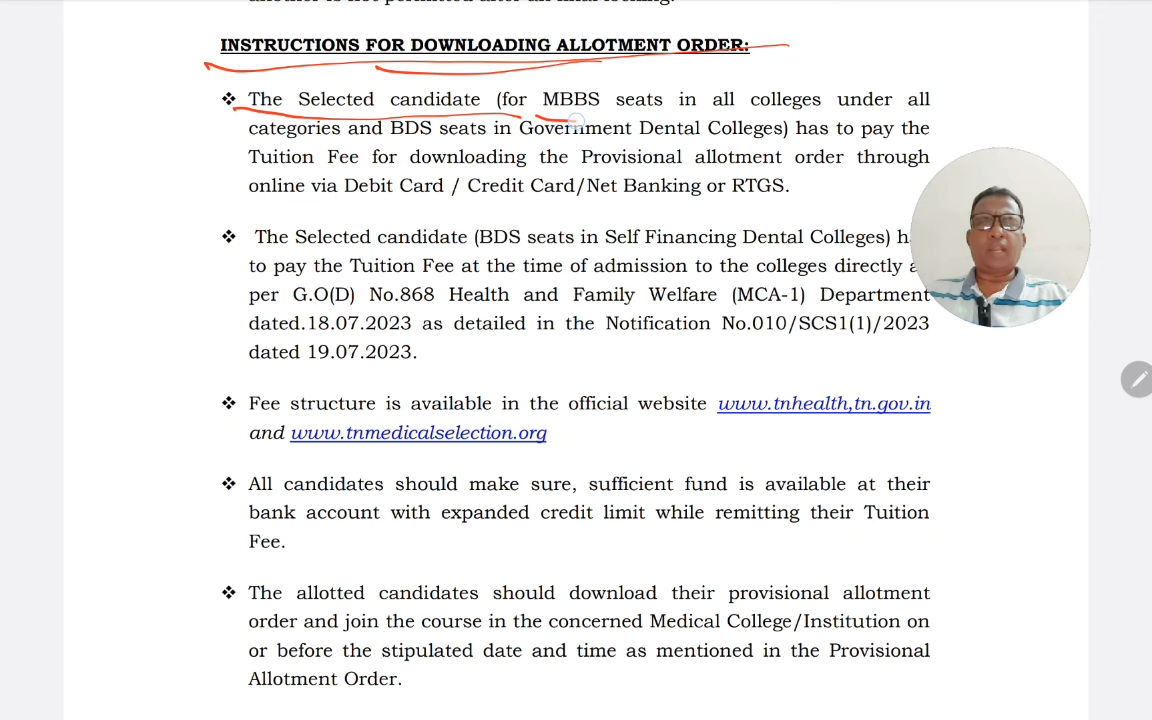 INSTRUCTIONS FOR DOWNLOADING ALLOTMENT ORDER:
❖ The Selected candidate (for MBBS seats in all colleges under all
categories and BDS seats in Government Dental Colleges) has to pay the
Tuition Fee for downloading the Provisional allotment order through
online via Debit Card / Credit Card/Net Banking or RTGS.
❖ The Selected candidate (BDS seats in Self Financing Dental Colleges)
to pay the Tuition Fee at the time of admission to the colleges directly
per G.O(D) No.868 Health and Family Welfare (MCA-1) Department
dated.18.07.2023 as detailed in the Notification No.010/SCS1(1)/2023
dated 19.07.2023.
❖ Fee structure is available in the official website www.tnhealth,tn.gov.in
and www.tnmedicalselection.org
❖ All candidates should make sure, sufficient fund is available at their
bank account with expanded credit limit while remitting their Tuition
Fee.
❖ The allotted candidates should download their provisional allotment
order and join the course in the concerned Medical College/Institution on
or before the stipulated date and time as mentioned in the Provisional
Allotment Order.